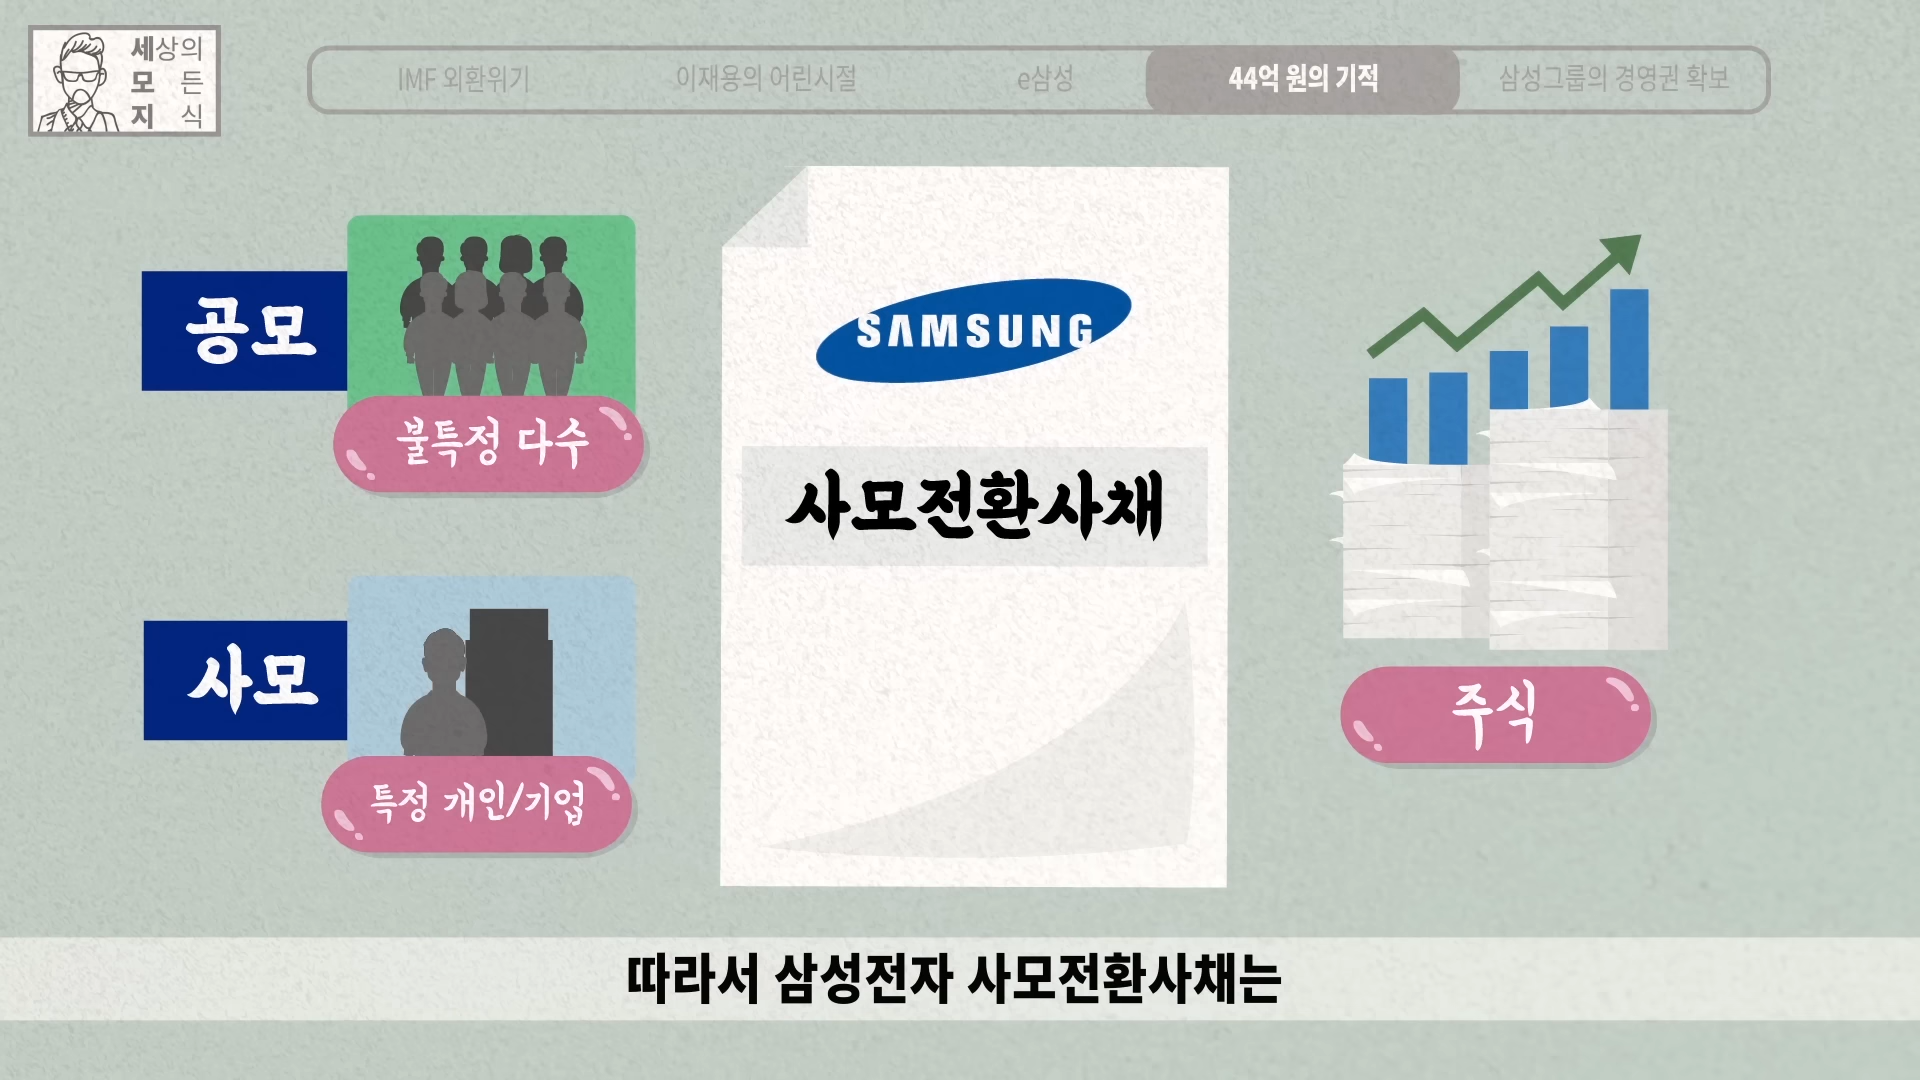 세상의
모든
지식
IMF 외환위기
이재용의 어린시절
e삼성
44억 원의 기적
삼성그룹의 경영권 확보
공모
불특정 다수
사모
특정 개인/기업
SAMSUNG
사모전환사채
주식
따라서 삼성전자 사모전환사채는